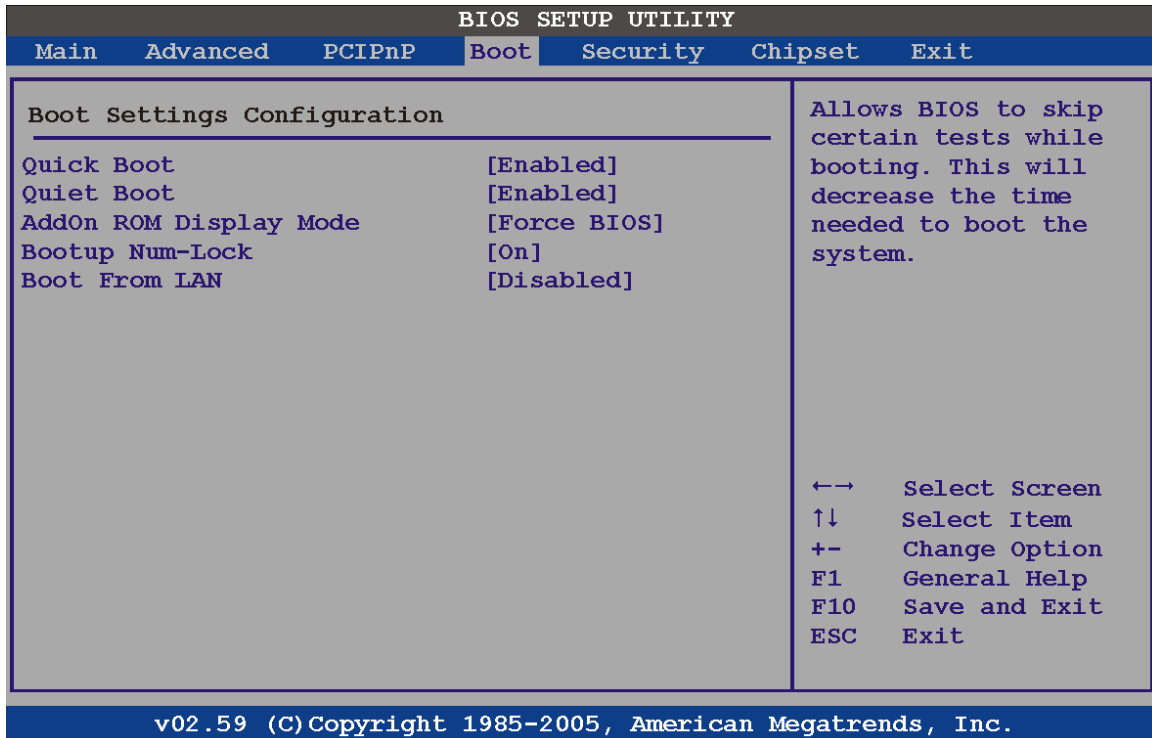 BIOS SETUP UTILITY
Main Advanced PCIPnP Boot Security Chipset Exit
Boot Settings Configuration
Quick Boot [Enabled]
Quiet Boot [Enabled]
AddOn ROM Display Mode [Force BIOS]
Bootup Num-Lock [On]
Boot From LAN [Disabled]
Allows BIOS to skip
certain tests while
booting. This will
decrease the time
needed to boot the
system.
←→ Select Screen
↑↓ Select Item
+- Change Option
F1 General Help
F10 Save and Exit
ESC Exit
v02.59 (C)Copyright 1985-2005, American Megatrends, Inc.